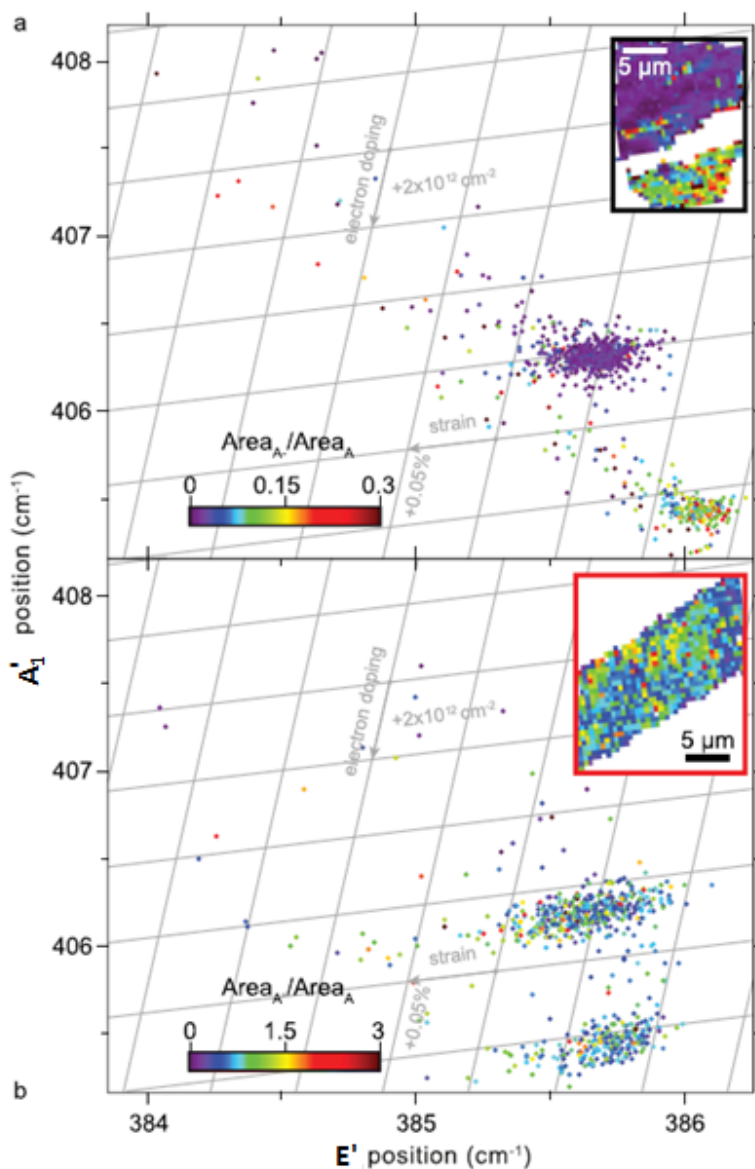 a
408
407
406
5 µm
electron doping
+2x10¹² cm⁻²
strain
+0.05%
Area_A-/Area_A
0 0.15 0.3
A'₁ position (cm⁻¹)
408
407
406
5 µm
electron doping
+2x10¹² cm⁻²
strain
+0.05%
Area_A-/Area_A
0 1.5 3
b
384 385 386
E' position (cm⁻¹)